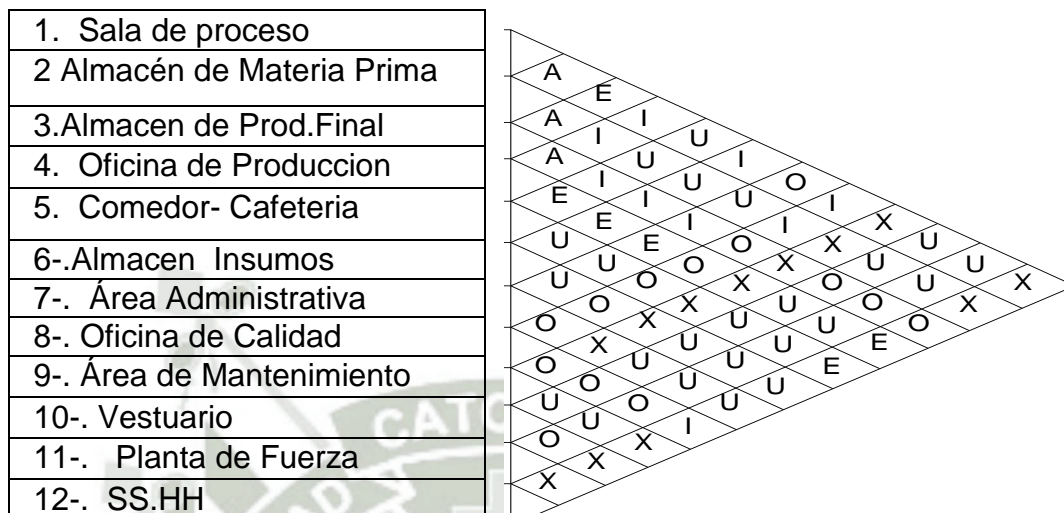 1. Sala de proceso
2 Almacén de Materia Prima
3.Almacen de Prod.Final
4. Oficina de Produccion
5. Comedor- Cafeteria
6-.Almacen Insumos
7-. Área Administrativa
8-. Oficina de Calidad
9-. Área de Mantenimiento
10-. Vestuario
11-. Planta de Fuerza
12-. SS.HH
A
E
A I
I U
A U I
I U O
E I U I
E I I X
U E O X U
U O X U U
U O X O U X
O X U O X
O X U U O
X U U E
O U U E
O U U
U O U
U I
O X
X
X
CATO